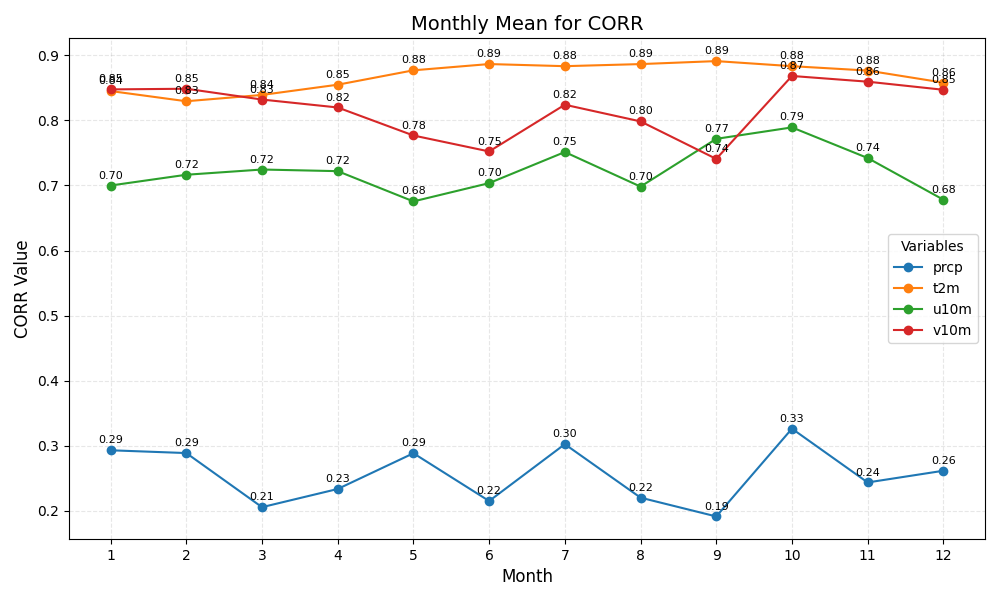 Monthly Mean for CORR
CORR Value
0.9
0.8
0.7
0.6
0.5
0.4
0.3
0.2
0.84 0.83 0.84 0.85 0.88 0.89 0.88 0.89 0.89 0.88 0.88 0.86
0.85 0.85 0.83 0.82 0.78 0.75 0.82 0.80 0.74 0.87 0.86 0.85
0.70 0.72 0.72 0.72 0.68 0.70 0.75 0.70 0.77 0.79 0.74 0.68
0.29 0.29 0.21 0.23 0.29 0.22 0.30 0.22 0.19 0.33 0.24 0.26
Variables
prcp
t2m
u10m
v10m
1 2 3 4 5 6 7 8 9 10 11 12
Month